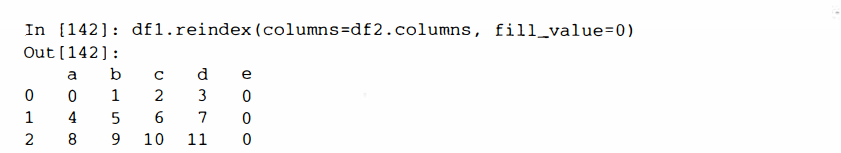 In [142]: df1.reindex(columns=df2.columns, fill_value=0)
Out[142]:
   a  b   c   d  e
0  0  1   2   3  0
1  4  5   6   7  0
2  8  9  10  11  0